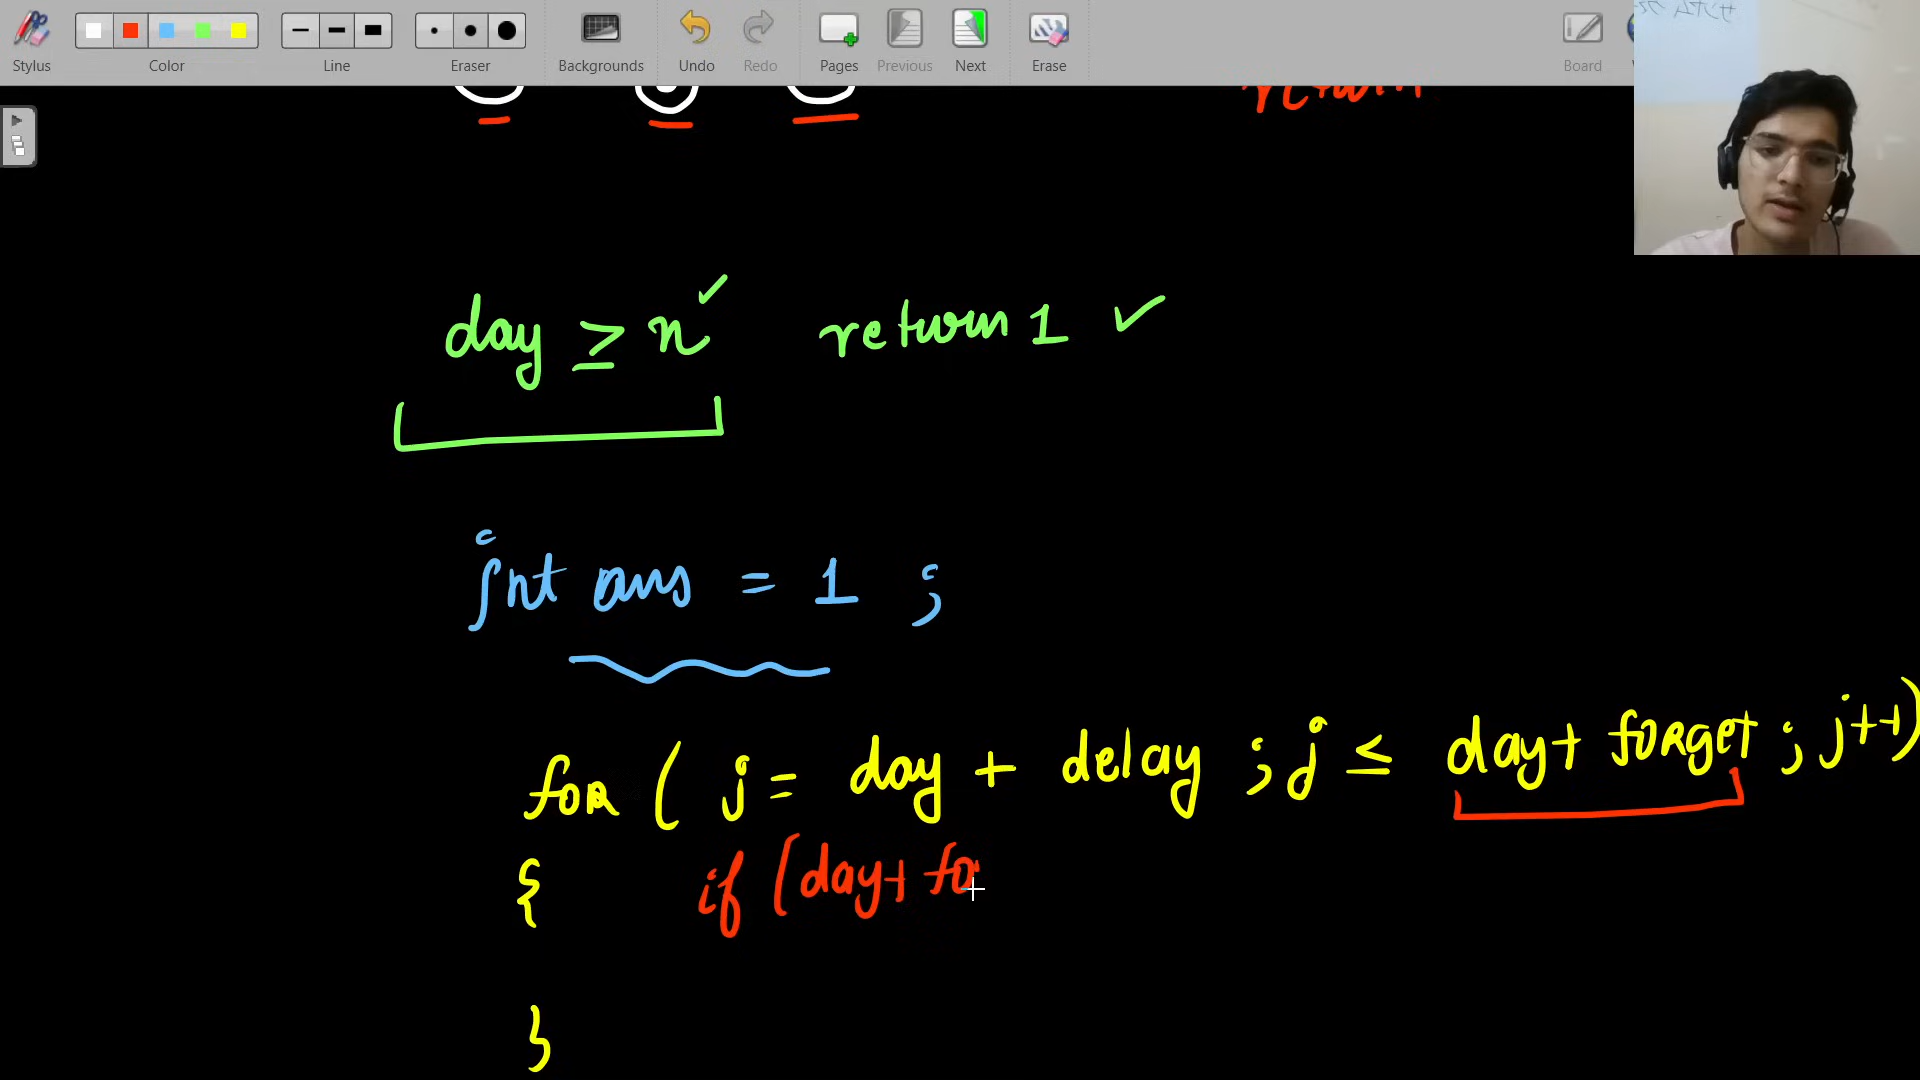 Stylus Color Line Eraser Backgrounds Undo Redo Pages Previous Next Erase Board
return
day ≥ n ✓ return 1 ✓
int ans = 1 ;
for ( j = day + delay ; j ≤ day + forget ; j++)
{ if (day + fo
}